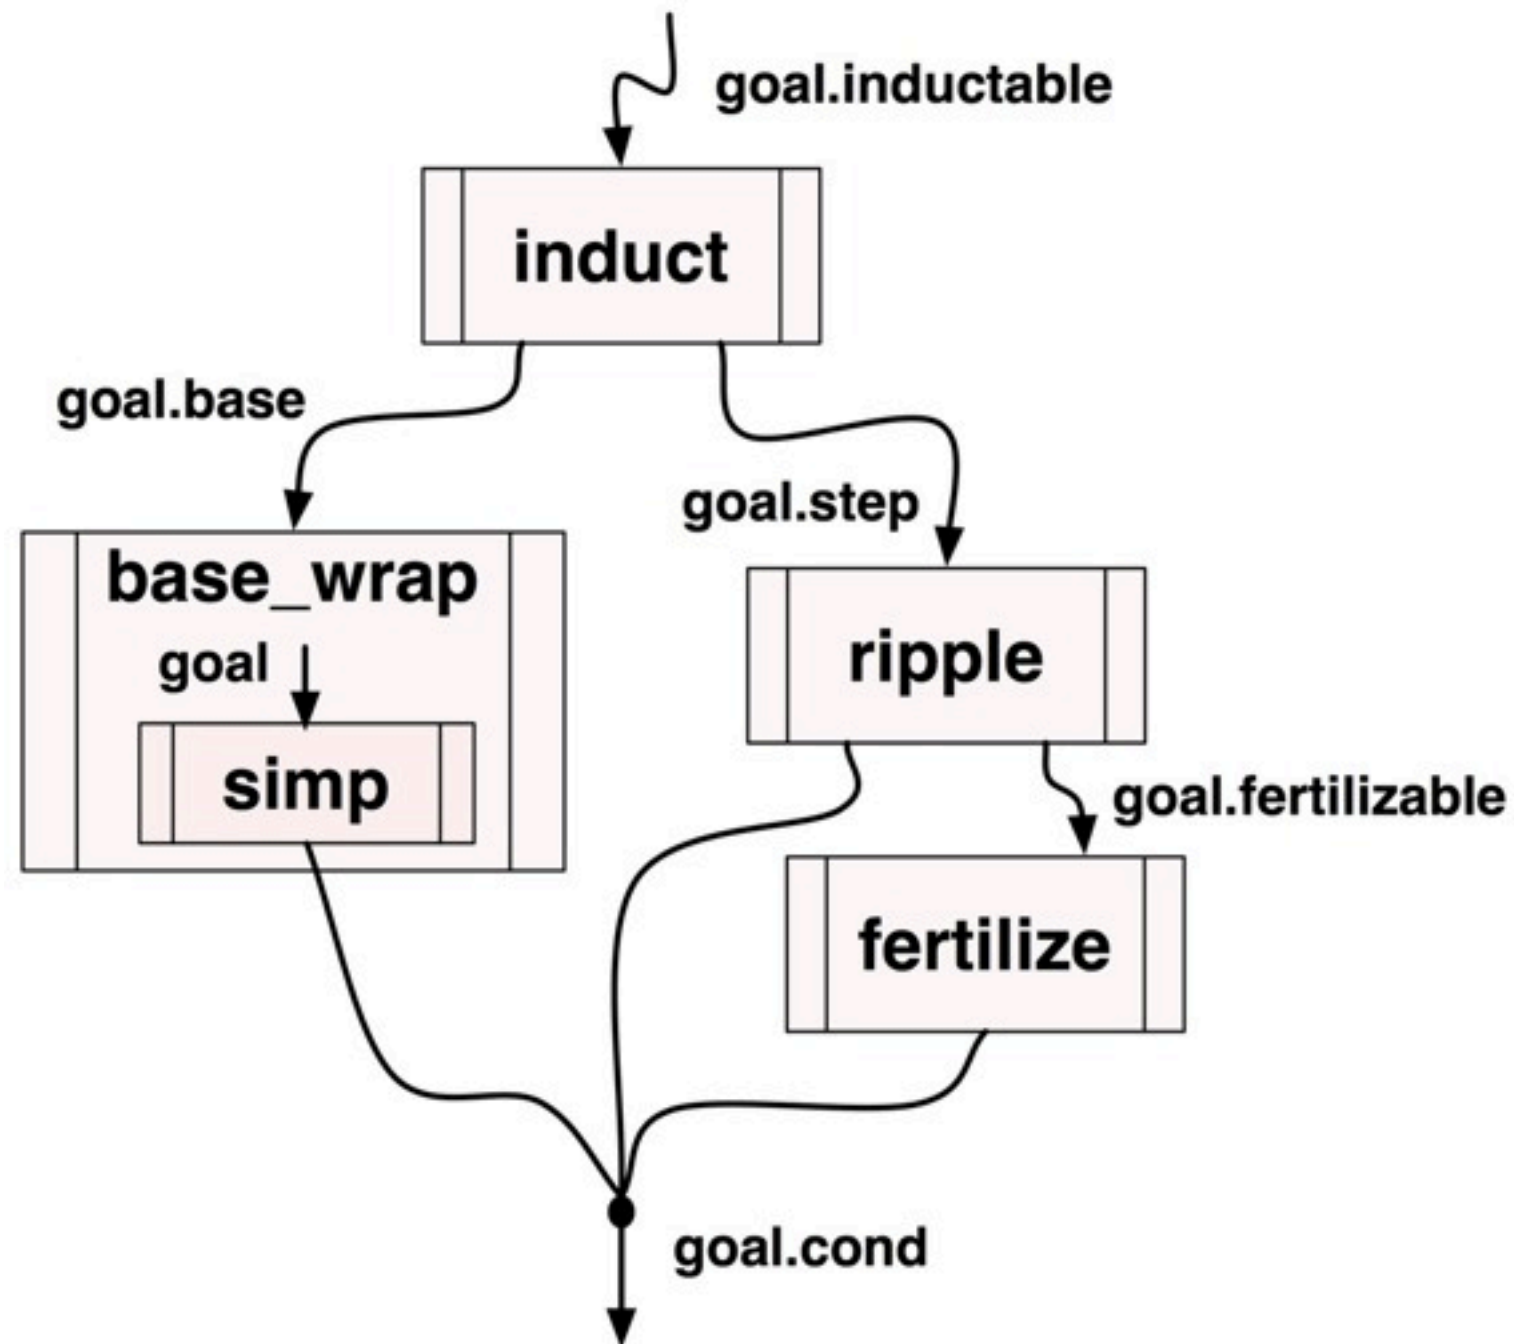 goal.inductable
induct
goal.base
goal.step
base_wrap
goal
simp
ripple
goal.fertilizable
fertilize
goal.cond